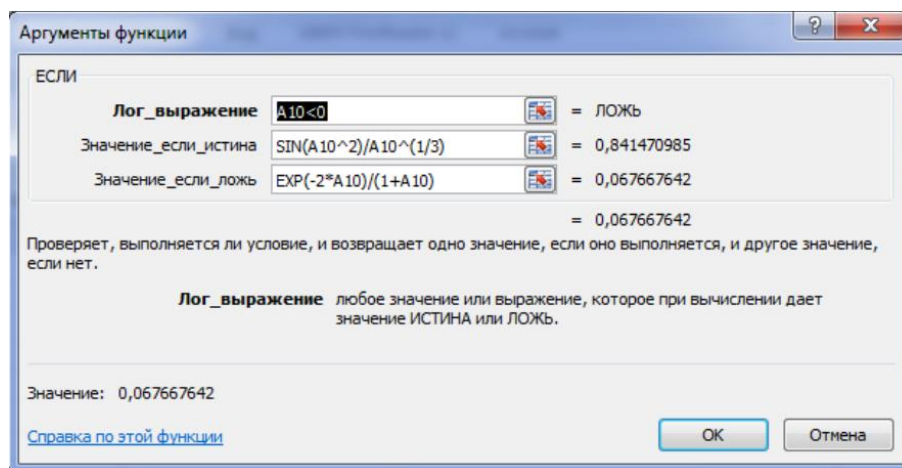 Аргументы функции
ЕСЛИ
Лог_выражение A10<0 = ЛОЖЬ
Значение_если_истина SIN(A10^2)/A10^(1/3) = 0,841470985
Значение_если_ложь EXP(-2*A10)/(1+A10) = 0,067667642
= 0,067667642
Проверяет, выполняется ли условие, и возвращает одно значение, если оно выполняется, и другое значение,
если нет.
Лог_выражение любое значение или выражение, которое при вычислении дает
значение ИСТИНА или ЛОЖЬ.
Значение: 0,067667642
Справка по этой функции
ОК
Отмена